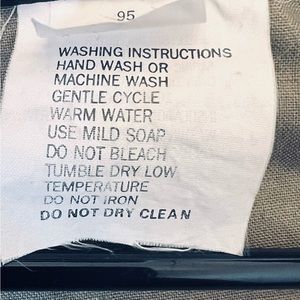 95
WASHING INSTRUCTIONS
HAND WASH OR
MACHINE WASH
GENTLE CYCLE
WARM WATER
USE MILD SOAP
DO NOT BLEACH
TUMBLE DRY LOW
TEMPERATURE
DO NOT IRON
DO NOT DRY CLEAN